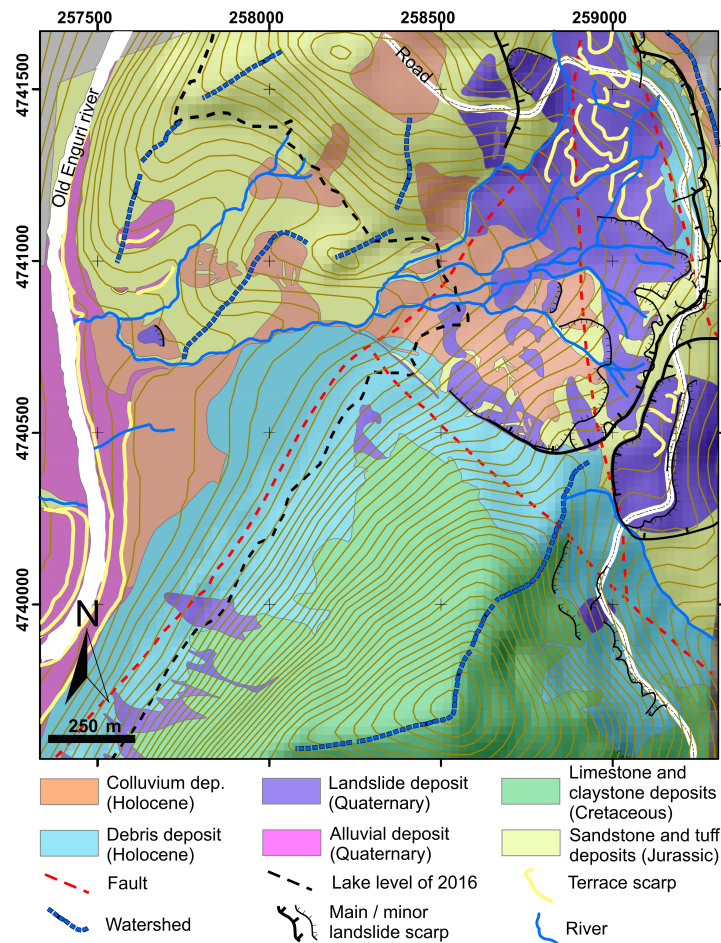 257500 258000 258500 259000
4741500
4741000
4740500
4740000
Road
Old Enguri river
N
250 m
Colluvium dep.
(Holocene)
Landslide deposit
(Quaternary)
Limestone and
claystone deposits
(Cretaceous)
Debris deposit
(Holocene)
Alluvial deposit
(Quaternary)
Sandstone and tuff
deposits (Jurassic)
Fault
Lake level of 2016
Terrace scarp
Watershed
Main / minor
landslide scarp
River